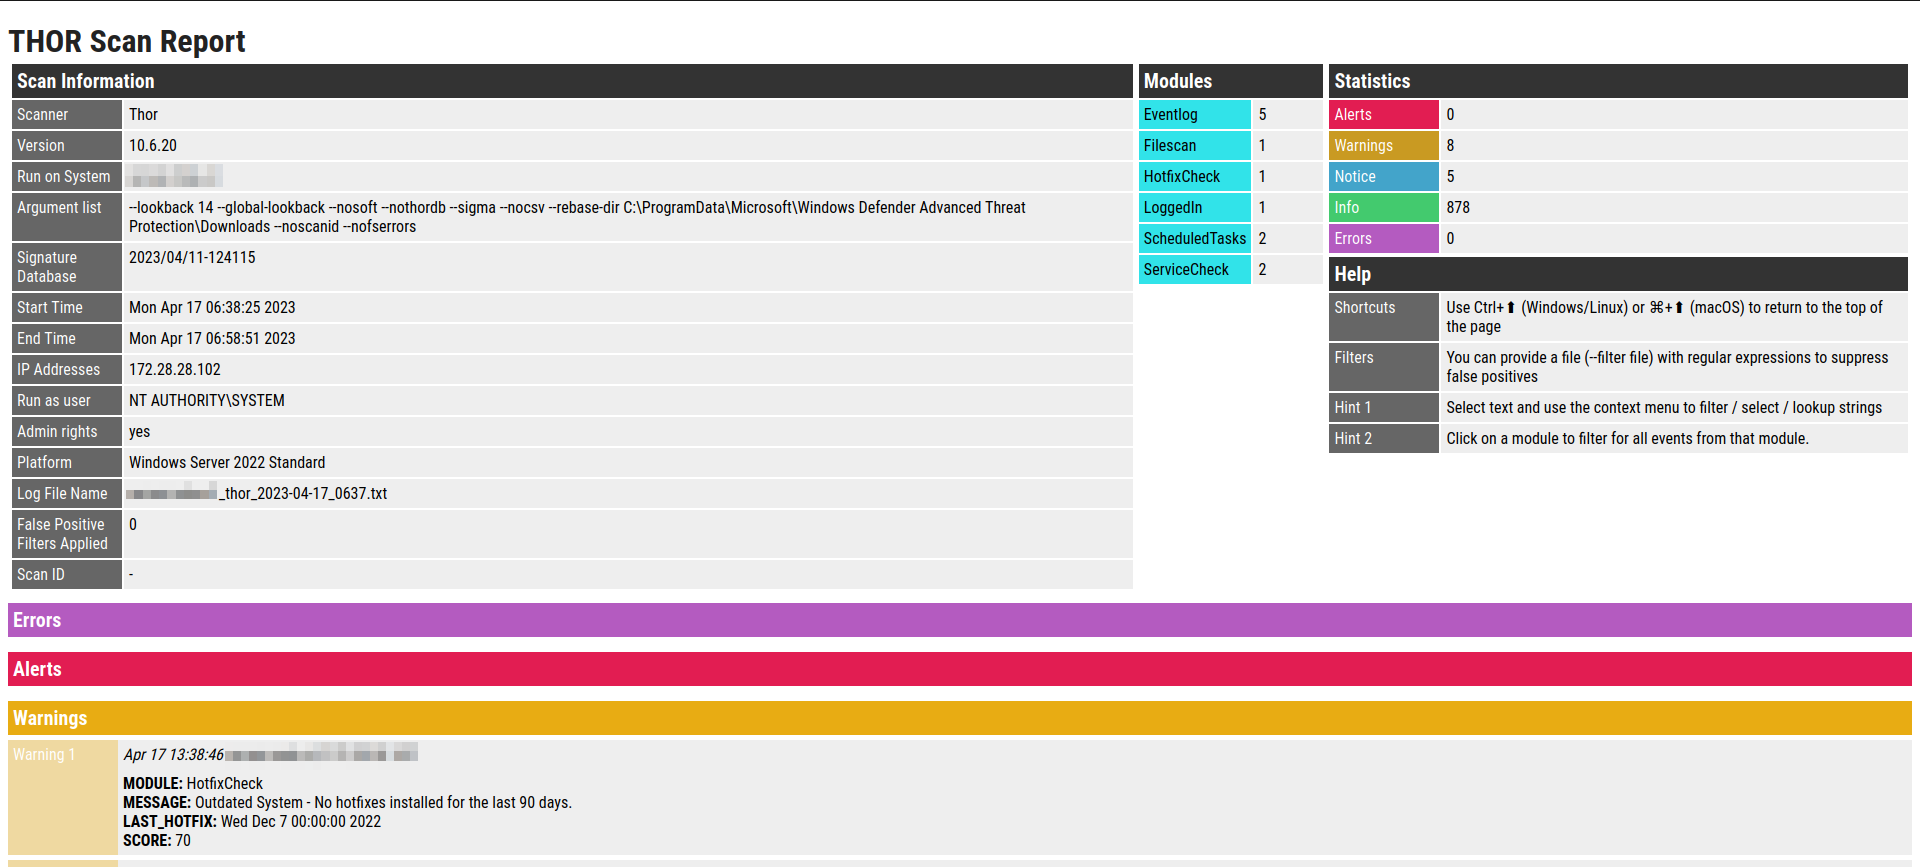 THOR Scan Report
Scan Information
Scanner Thor
Version 10.6.20
Run on System
Argument list --lookback 14 --global-lookback --nosoft --nothordb --sigma --nocsv --rebase-dir C:\ProgramData\Microsoft\Windows Defender Advanced Threat
Protection\Downloads --noscanid --nofserrors
Signature 2023/04/11-124115
Database
Start Time Mon Apr 17 06:38:25 2023
End Time Mon Apr 17 06:58:51 2023
IP Addresses 172.28.28.102
Run as user NT AUTHORITY\SYSTEM
Admin rights yes
Platform Windows Server 2022 Standard
Log File Name _thor_2023-04-17_0637.txt
False Positive 0
Filters Applied
Scan ID -
Modules
Eventlog 5
Filescan 1
HotfixCheck 1
LoggedIn 1
ScheduledTasks 2
ServiceCheck 2
Statistics
Alerts 0
Warnings 8
Notice 5
Info 878
Errors 0
Help
Shortcuts Use Ctrl+⬆ (Windows/Linux) or ⌘+⬆ (macOS) to return to the top of
the page
Filters You can provide a file (--filter file) with regular expressions to suppress
false positives
Hint 1 Select text and use the context menu to filter / select / lookup strings
Hint 2 Click on a module to filter for all events from that module.
Errors
Alerts
Warnings
Warning 1 Apr 17 13:38:46
MODULE: HotfixCheck
MESSAGE: Outdated System - No hotfixes installed for the last 90 days.
LAST_HOTFIX: Wed Dec 7 00:00:00 2022
SCORE: 70